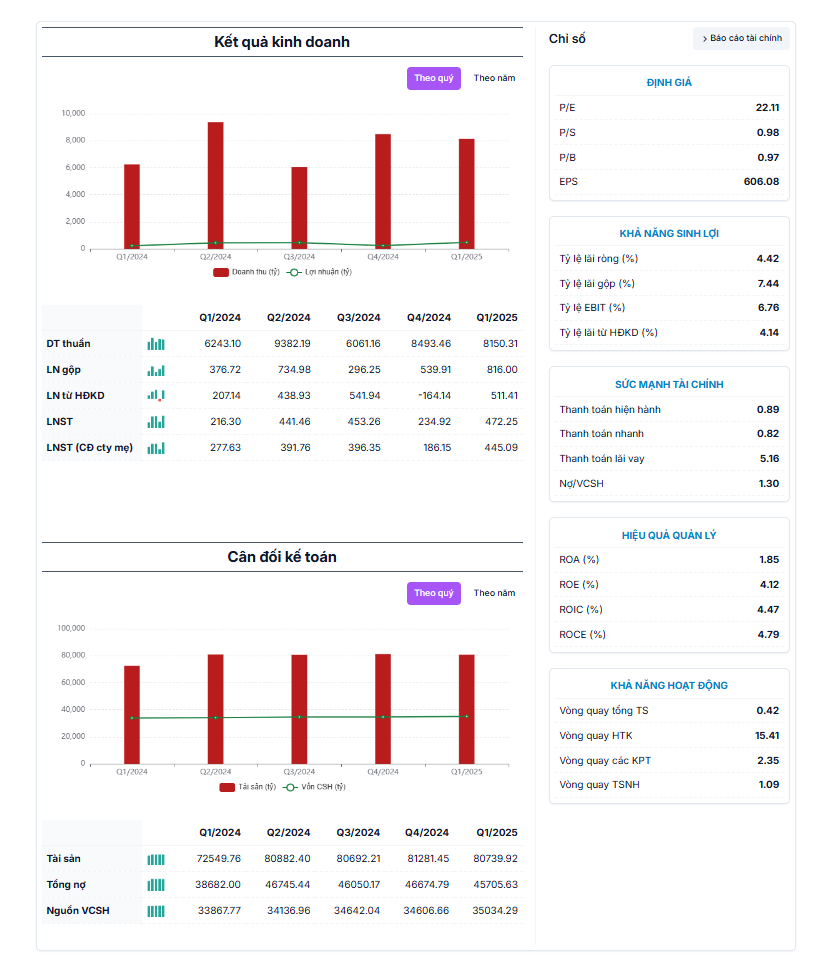 Kết quả kinh doanh
Theo quý Theo năm
10,000
8,000
6,000
4,000
2,000
0
Q1/2024 Q2/2024 Q3/2024 Q4/2024 Q1/2025
Doanh thu (tỷ) Lợi nhuận (tỷ)
Q1/2024 Q2/2024 Q3/2024 Q4/2024 Q1/2025
DT thuần 6243.10 9382.19 6061.16 8493.46 8150.31
LN gộp 376.72 734.98 296.25 539.91 816.00
LN từ HĐKD 207.14 438.93 541.94 -164.14 511.41
LNST 216.30 441.46 453.26 234.92 472.25
LNST (CĐ cty mẹ) 277.63 391.76 396.35 186.15 445.09
Cân đối kế toán
Theo quý Theo năm
100,000
80,000
60,000
40,000
20,000
0
Q1/2024 Q2/2024 Q3/2024 Q4/2024 Q1/2025
Tài sản (tỷ) Vốn CSH (tỷ)
Q1/2024 Q2/2024 Q3/2024 Q4/2024 Q1/2025
Tài sản 72549.76 80882.40 80692.21 81281.45 80739.92
Tổng nợ 38682.00 46745.44 46050.17 46674.79 45705.63
Nguồn VCSH 33867.77 34136.96 34642.04 34606.66 35034.29
Chỉ số
› Báo cáo tài chính
ĐỊNH GIÁ
P/E 22.11
P/S 0.98
P/B 0.97
EPS 606.08
KHẢ NĂNG SINH LỢI
Tỷ lệ lãi ròng (%) 4.42
Tỷ lệ lãi gộp (%) 7.44
Tỷ lệ EBIT (%) 6.76
Tỷ lệ lãi từ HĐKD (%) 4.14
SỨC MẠNH TÀI CHÍNH
Thanh toán hiện hành 0.89
Thanh toán nhanh 0.82
Thanh toán lãi vay 5.16
Nợ/VCSH 1.30
HIỆU QUẢ QUẢN LÝ
ROA (%) 1.85
ROE (%) 4.12
ROIC (%) 4.47
ROCE (%) 4.79
KHẢ NĂNG HOẠT ĐỘNG
Vòng quay tổng TS 0.42
Vòng quay HTK 15.41
Vòng quay các KPT 2.35
Vòng quay TSNH 1.09